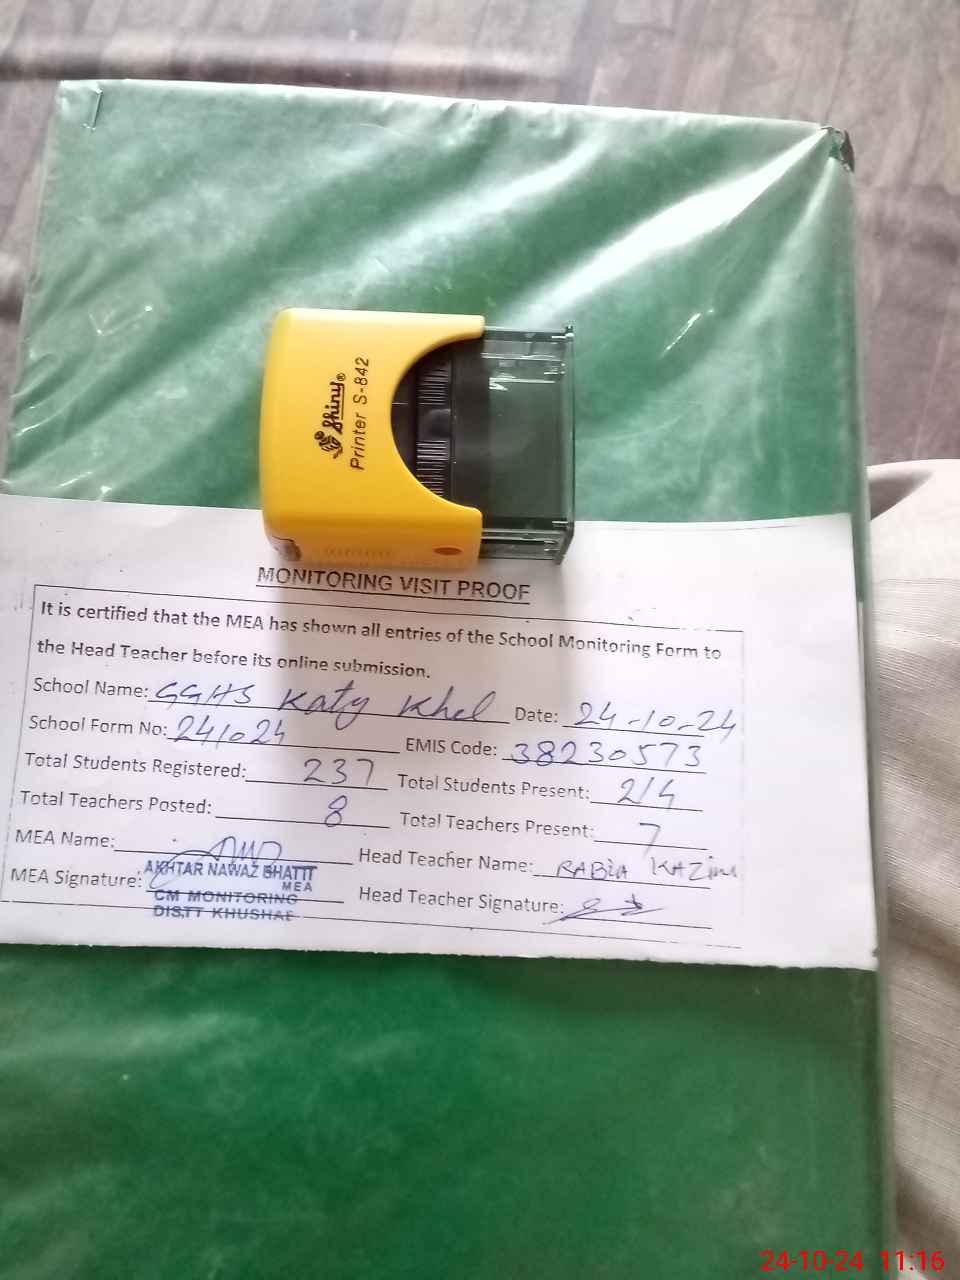 Shiny®
Printer S-842
MONITORING VISIT PROOF
It is certified that the MEA has shown all entries of the School Monitoring Form to
the Head Teacher before its online submission.
School Name: GGHS Katy Khel Date: 24-10-24
School Form No: 241024 EMIS Code: 38230573
Total Students Registered: 237 Total Students Present: 214
Total Teachers Posted: 8 Total Teachers Present: 7
MEA Name: Head Teacher Name: RABIA KAZim
AKHTAR NAWAZ BHATTI
MEA
MEA Signature: Head Teacher Signature:
CM MONITORING
DISTT KHUSHAB
24-10-24 11:16